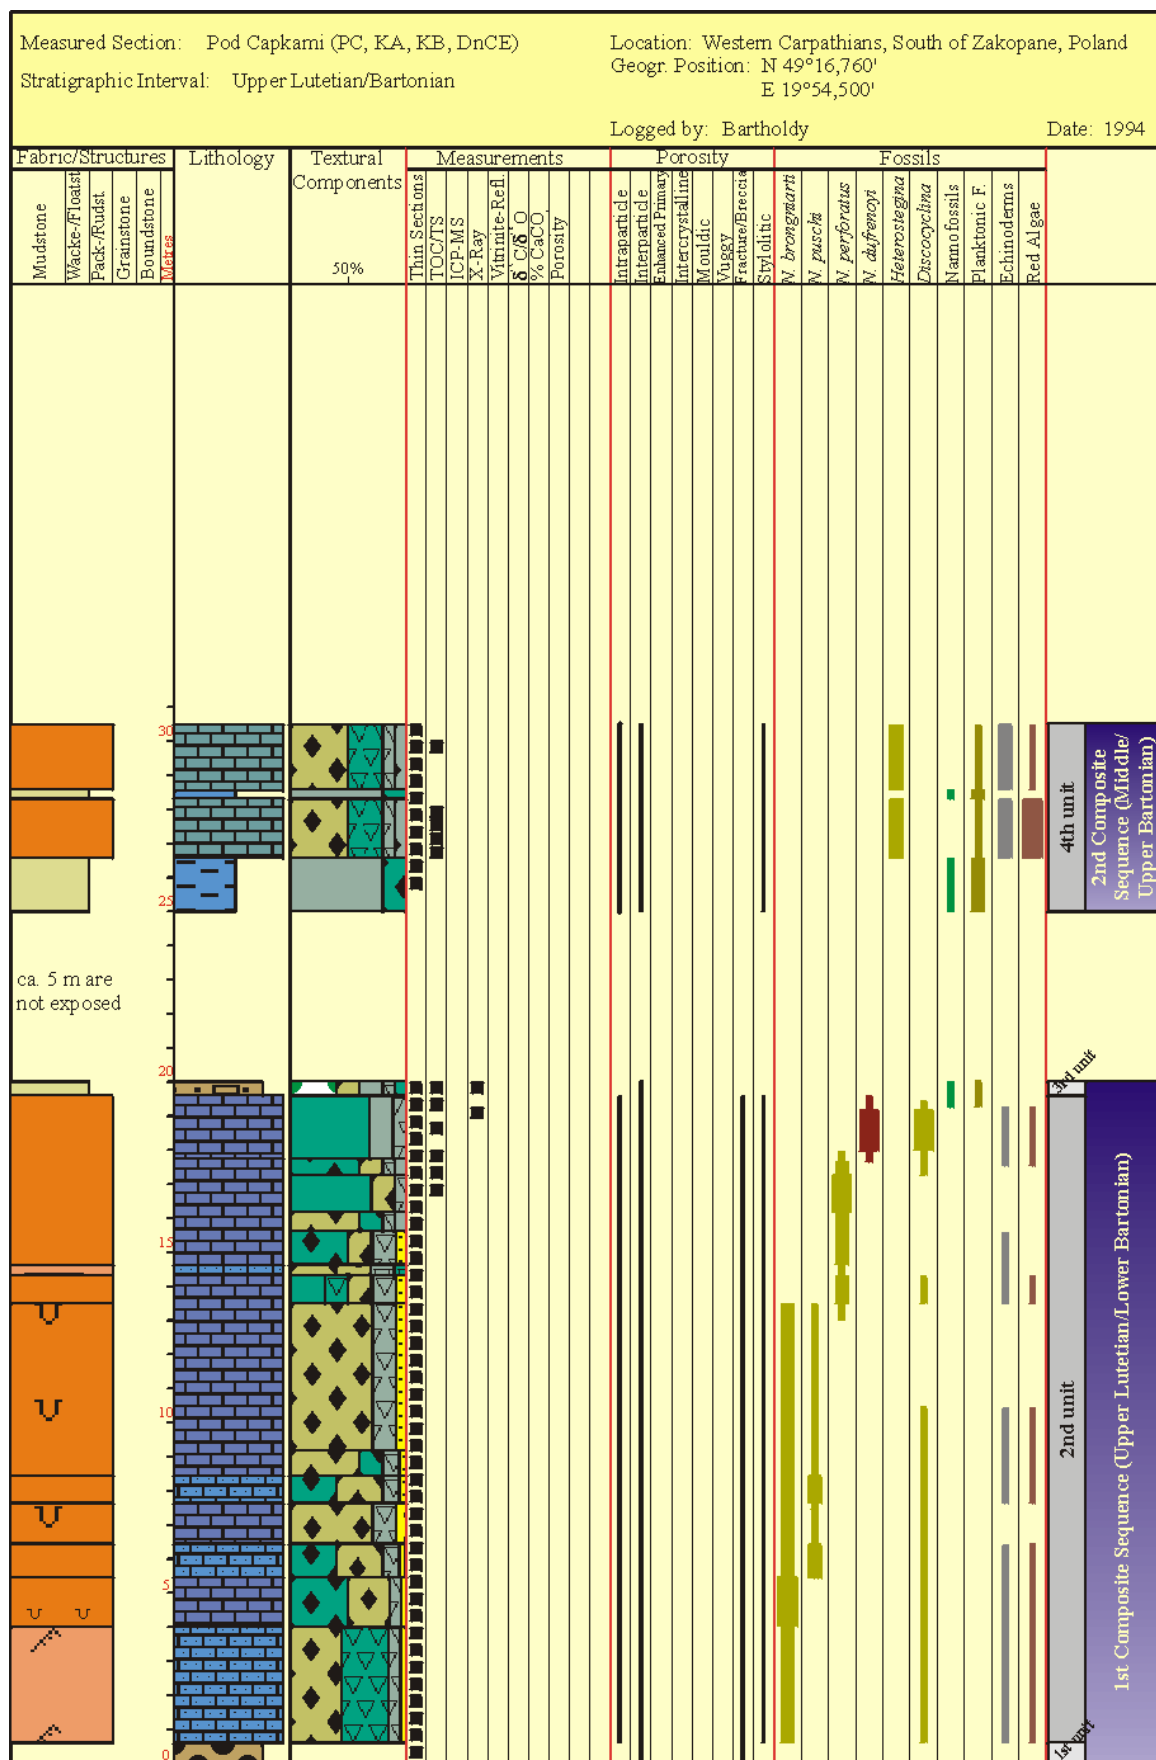 Measured Section: Pod Capkami (PC, KA, KB, DnCE)
Stratigraphic Interval: Upper Lutetian/Bartonian
Location: Western Carpathians, South of Zakopane, Poland
Geogr. Position: N 49°16,760'
E 19°54,500'
Logged by: Bartholdy
Date: 1994
Fabric/Structures
Lithology
Textural
Components
50%
Measurements
Porosity
Fossils
Mudstone
Wacke-/Floatst
Pack-/Rudst.
Grainstone
Boundstone
Metres
Thin Sections
TOC/TS
ICP-MS
X-Ray
Vitrinite-Refl.
δ C/δ O
% CaCO
Porosity
Intraparticle
Interparticle
Enhanced Primary
Intercrystalline
Mouldic
Vuggy
Fracture/Breccia
Stylolitic
N. brongniarti
N. puschi
N. perforatus
N. dufrenoyi
Heterostegina
Discocyclina
Nannofossils
Planktonic F.
Echinoderms
Red Algae
30
25
ca. 5 m are
not exposed
20
15
10
5
0
4th unit
2nd Composite
Sequence (Middle/
Upper Bartonian)
3rd unit
2nd unit
1st unit
1st Composite Sequence (Upper Lutetian/Lower Bartonian)